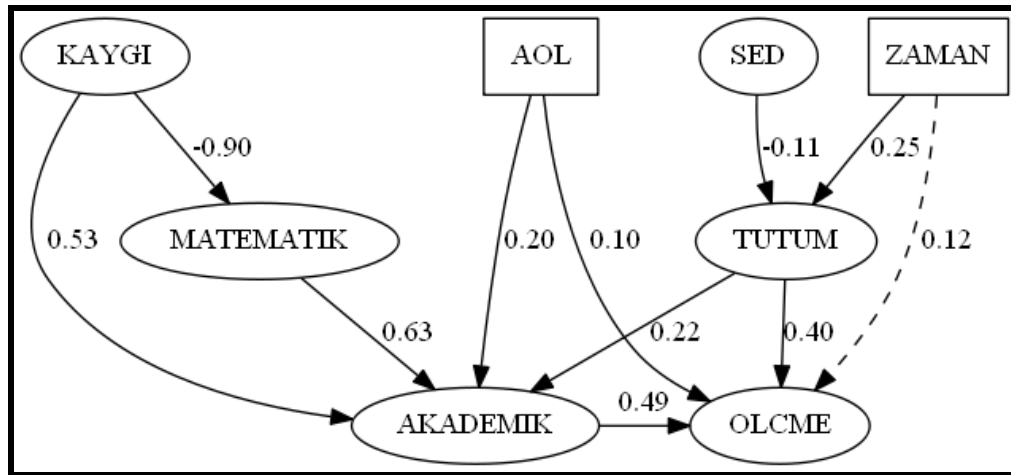 KAYGI
AOL
SED
ZAMAN
-0.90
-0.11
0.25
0.53
MATEMATIK
0.20
0.10
TUTUM
0.12
0.63
0.22
0.40
AKADEMIK
0.49
OLCME